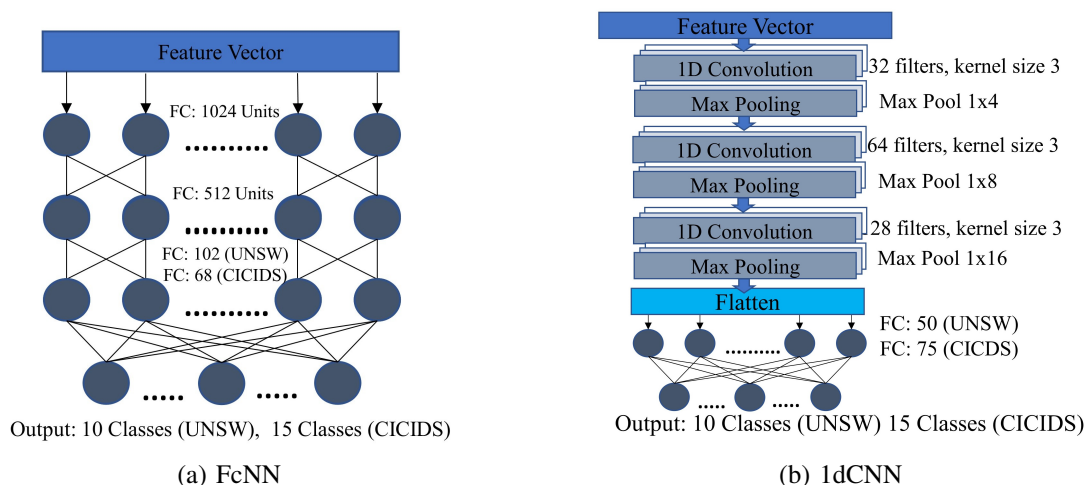 Feature Vector
FC: 1024 Units
FC: 512 Units
FC: 102 (UNSW)
FC: 68 (CICIDS)
Output: 10 Classes (UNSW), 15 Classes (CICIDS)
(a) FcNN
Feature Vector
1D Convolution
32 filters, kernel size 3
Max Pooling
Max Pool 1x4
1D Convolution
64 filters, kernel size 3
Max Pooling
Max Pool 1x8
1D Convolution
28 filters, kernel size 3
Max Pooling
Max Pool 1x16
Flatten
FC: 50 (UNSW)
FC: 75 (CICDS)
Output: 10 Classes (UNSW) 15 Classes (CICIDS)
(b) 1dCNN